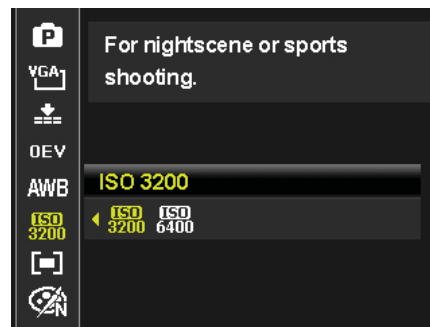 P
For nightscene or sports
shooting.
VGA
0EV
AWB
ISO 3200
ISO
3200
ISO
3200
ISO
6400
N